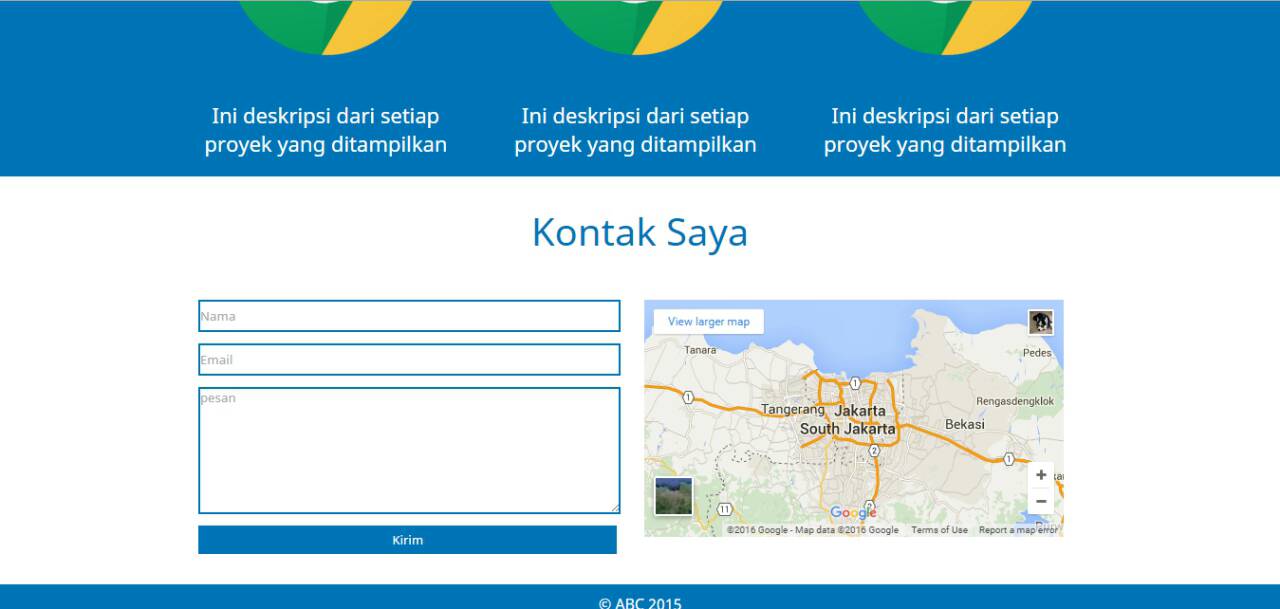 Ini deskripsi dari setiap
proyek yang ditampilkan
Ini deskripsi dari setiap
proyek yang ditampilkan
Ini deskripsi dari setiap
proyek yang ditampilkan
Kontak Saya
Nama
Email
pesan
Kirim
View larger map
Tanara
Pedes
1
Rengasdengklok
1
Tangerang
Jakarta
South Jakarta
Bekasi
2
1
+
−
11
2
Google
©2016 Google - Map data ©2016 Google
Terms of Use
Report a map error
© ABC 2015